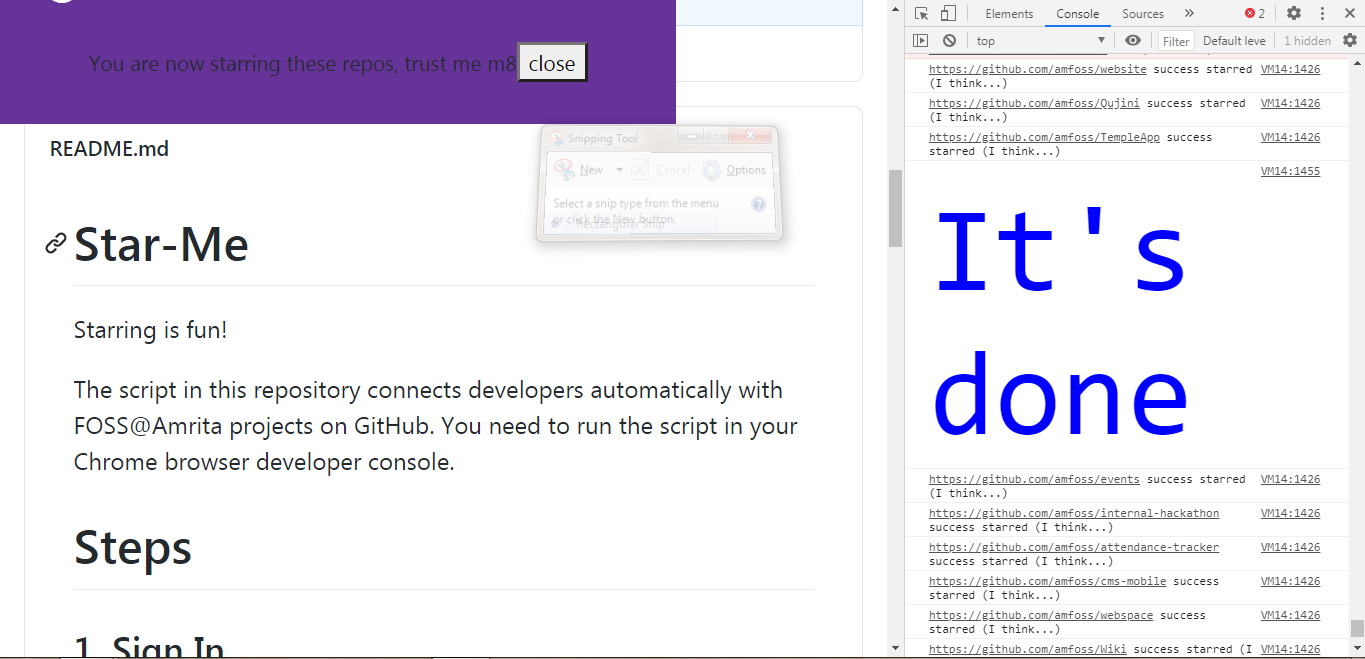 You are now starring these repos, trust me m8 close
README.md
Snipping Tool
New Cancel Options
Select a snip type from the menu
or click the New button.
Rectangular Snip
Star-Me
Starring is fun!
The script in this repository connects developers automatically with
FOSS@Amrita projects on GitHub. You need to run the script in your
Chrome browser developer console.
Steps
1. Sign In
Elements Console Sources » 2
top Filter Default leve 1 hidden
https://github.com/amfoss/website success starred VM14:1426
(I think...)
https://github.com/amfoss/Qujini success starred VM14:1426
(I think...)
https://github.com/amfoss/TempleApp success VM14:1426
starred (I think...)
VM14:1455
It's
done
https://github.com/amfoss/events success starred VM14:1426
(I think...)
https://github.com/amfoss/internal-hackathon VM14:1426
success starred (I think...)
https://github.com/amfoss/attendance-tracker VM14:1426
success starred (I think...)
https://github.com/amfoss/cms-mobile success VM14:1426
starred (I think...)
https://github.com/amfoss/webspace success VM14:1426
starred (I think...)
https://github.com/amfoss/Wiki success starred (I VM14:1426